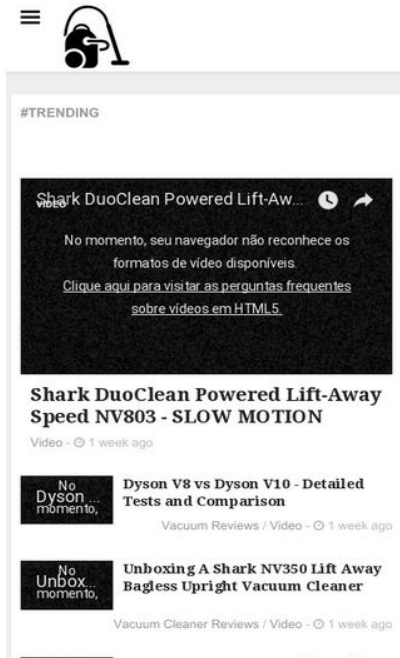 #TRENDING
Shark DuoClean Powered Lift-Aw...
VIDEO
No momento, seu navegador não reconhece os
formatos de vídeo disponíveis.
Clique aqui para visitar as perguntas frequentes
sobre vídeos em HTML5.
Shark DuoClean Powered Lift-Away
Speed NV803 - SLOW MOTION
Video - 1 week ago
No
Dyson ...
momento,
Dyson V8 vs Dyson V10 - Detailed
Tests and Comparison
Vacuum Reviews / Video - 1 week ago
No
Unbox...
momento,
Unboxing A Shark NV350 Lift Away
Bagless Upright Vacuum Cleaner
Vacuum Cleaner Reviews / Video - 1 week ago